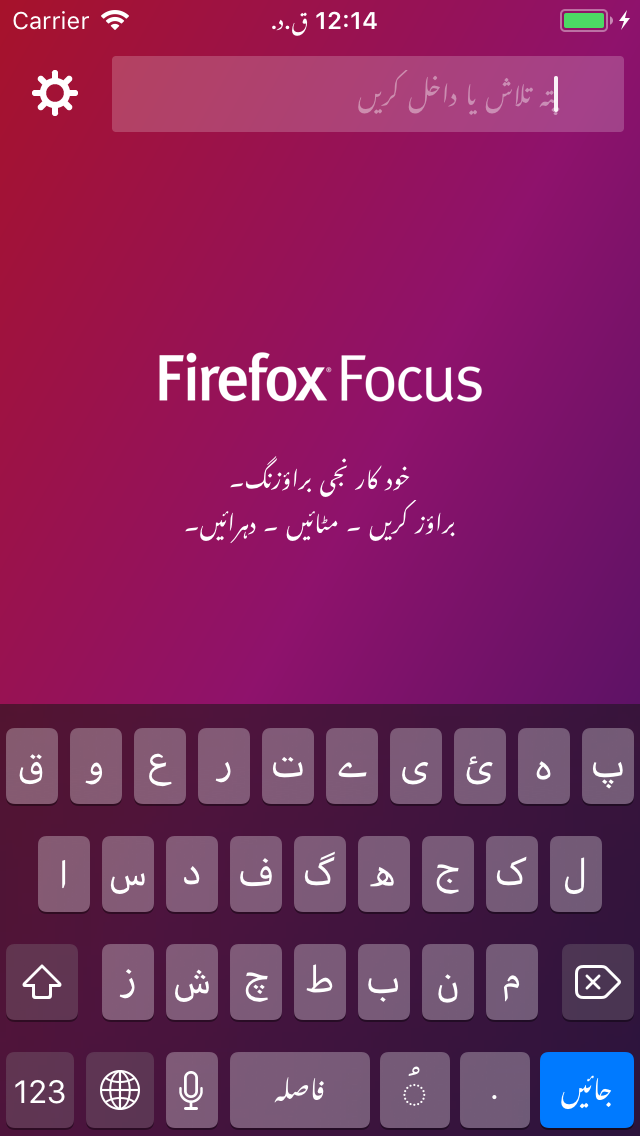 Carrier 12:14 ق.د.
پتہ تلاش یا داخل کریں
Firefox Focus
خود کار نجی براؤزنگ۔
براؤز کریں ۔ مٹائیں ۔ دہرائیں۔
ق و ع ر ت ے ی ئ ہ پ
ا س د ف گ ھ ج ک ل
ز ش چ ط ب ن م
123 فاصلہ ُ . جائیں